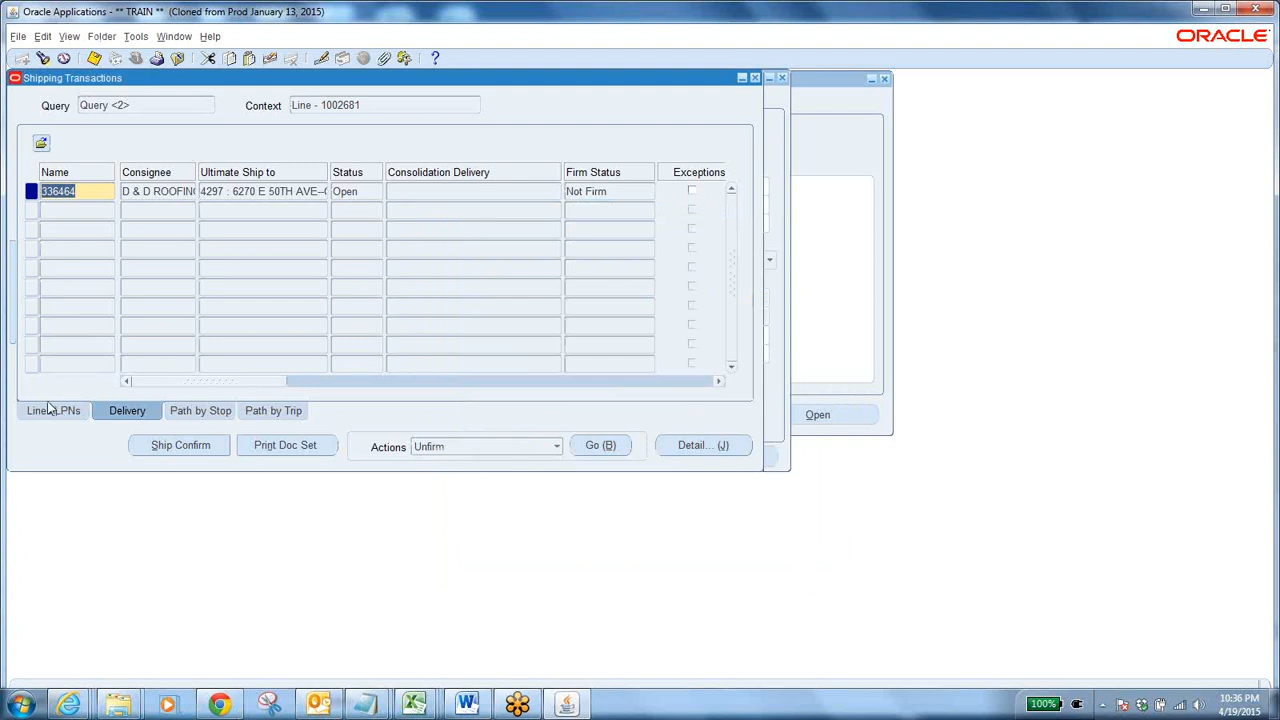 Oracle Applications - ** TRAIN ** (Cloned from Prod January 13, 2015)
File Edit View Folder Tools Window Help
ORACLE
Shipping Transactions
Query Query <2> Context Line - 1002681
Name Consignee Ultimate Ship to Status Consolidation Delivery Firm Status Exceptions
336464 D & D ROOFING 4297 : 6270 E 50TH AVE-- Open Not Firm
Delivery Path by Stop Path by Trip
Open
Ship Confirm Print Doc Set Actions Unfirm Go (B) Detail... (J)
100% 10:36 PM
4/19/2015